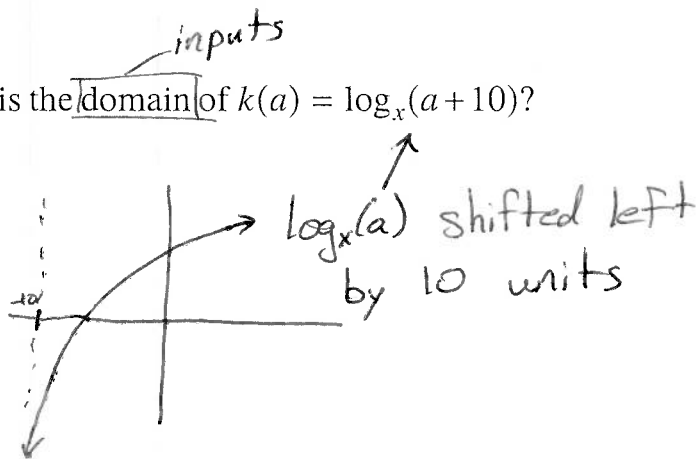 inputs
is the domain of k(a) = logₓ(a + 10)?
logₓ(a) shifted left
by 10 units
-10